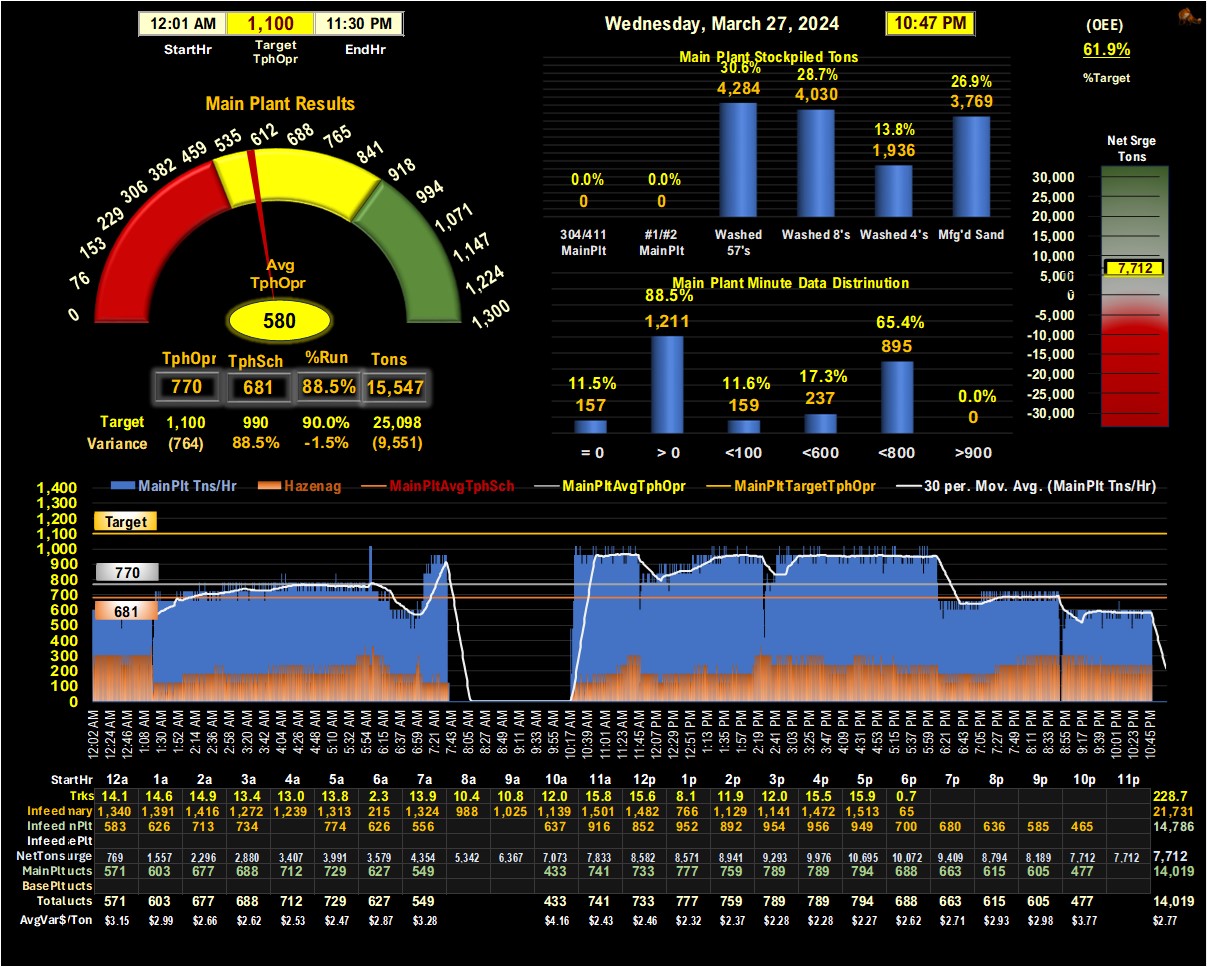 12:01 AM 1,100 11:30 PM
StartHr Target TphOpr EndHr
Wednesday, March 27, 2024 10:47 PM
(OEE)
61.9%
%Target
Main Plant Results
0 76 153 229 306 382 459 535 612 688 765 841 918 994 1,071 1,147 1,224 1,300
Avg
TphOpr
580
TphOpr TphSch %Run Tons
770 681 88.5% 15,547
Target 1,100 990 90.0% 25,098
Variance (764) 88.5% -1.5% (9,551)
Main Plant Stockpiled Tons
0.0% 0.0% 30.6% 28.7% 13.8% 26.9%
0 0 4,284 4,030 1,936 3,769
304/411 #1/#2 Washed Washed 8's Washed 4's Mfg'd Sand
MainPlt MainPlt 57's
Main Plant Minute Data Distrinution
11.5% 88.5% 11.6% 17.3% 65.4% 0.0%
157 1,211 159 237 895 0
= 0 > 0 <100 <600 <800 >900
Net Srge
Tons
30,000
25,000
20,000
15,000
10,000
7,712
5,000
0
-5,000
-10,000
-15,000
-20,000
-25,000
-30,000
MainPlt Tns/Hr Hazenag MainPltAvgTphSch MainPltAvgTphOpr MainPltTargetTphOpr 30 per. Mov. Avg. (MainPlt Tns/Hr)
1,400
1,300
1,200
1,100
1,000
900
800
700
600
500
400
300
200
100
0
Target
770
681
12:02 AM 12:24 AM 12:46 AM 1:08 AM 1:30 AM 1:52 AM 2:14 AM 2:36 AM 2:58 AM 3:20 AM 3:42 AM 4:04 AM 4:26 AM 4:48 AM 5:10 AM 5:32 AM 5:54 AM 6:16 AM 6:37 AM 6:59 AM 7:21 AM 7:43 AM 8:05 AM 8:27 AM 8:49 AM 9:11 AM 9:33 AM 9:55 AM 10:17 AM 10:39 AM 11:01 AM 11:23 AM 11:45 AM 12:07 PM 12:29 PM 12:51 PM 1:13 PM 1:35 PM 1:57 PM 2:19 PM 2:41 PM 3:03 PM 3:25 PM 3:47 PM 4:09 PM 4:31 PM 4:53 PM 5:15 PM 5:37 PM 5:59 PM 6:21 PM 6:43 PM 7:05 PM 7:27 PM 7:49 PM 8:11 PM 8:33 PM 8:55 PM 9:17 PM 9:39 PM 10:01 PM 10:23 PM 10:45 PM
StartHr 12a 1a 2a 3a 4a 5a 6a 7a 8a 9a 10a 11a 12p 1p 2p 3p 4p 5p 6p 7p 8p 9p 10p 11p
Trks 14.1 14.6 14.9 13.4 13.0 13.8 2.3 13.9 10.4 10.8 12.0 15.8 15.6 8.1 11.9 12.0 15.5 15.9 0.7 228.7
Infeed nary 1,340 1,391 1,416 1,272 1,239 1,313 215 1,324 988 1,025 1,139 1,501 1,482 766 1,129 1,141 1,472 1,513 65 21,731
Infeed nPlt 583 626 713 734 774 626 556 637 916 852 952 892 954 956 949 700 680 636 585 465 14,786
Infeed ePlt
NetTons urge 769 1,557 2,296 2,880 3,407 3,991 3,579 4,354 5,342 6,367 7,073 7,833 8,582 8,571 8,941 9,293 9,976 10,695 10,072 9,409 8,794 8,189 7,712 7,712 7,712
MainPlt ucts 571 603 677 688 712 729 627 549 433 741 733 777 759 789 789 794 688 663 615 605 477 14,019
BasePlt ucts
Total ucts 571 603 677 688 712 729 627 549 433 741 733 777 759 789 789 794 688 663 615 605 477 14,019
AvgVar$/Ton $3.15 $2.99 $2.66 $2.62 $2.53 $2.47 $2.87 $3.28 $4.16 $2.43 $2.46 $2.32 $2.37 $2.28 $2.28 $2.27 $2.62 $2.71 $2.93 $2.98 $3.77 $2.77